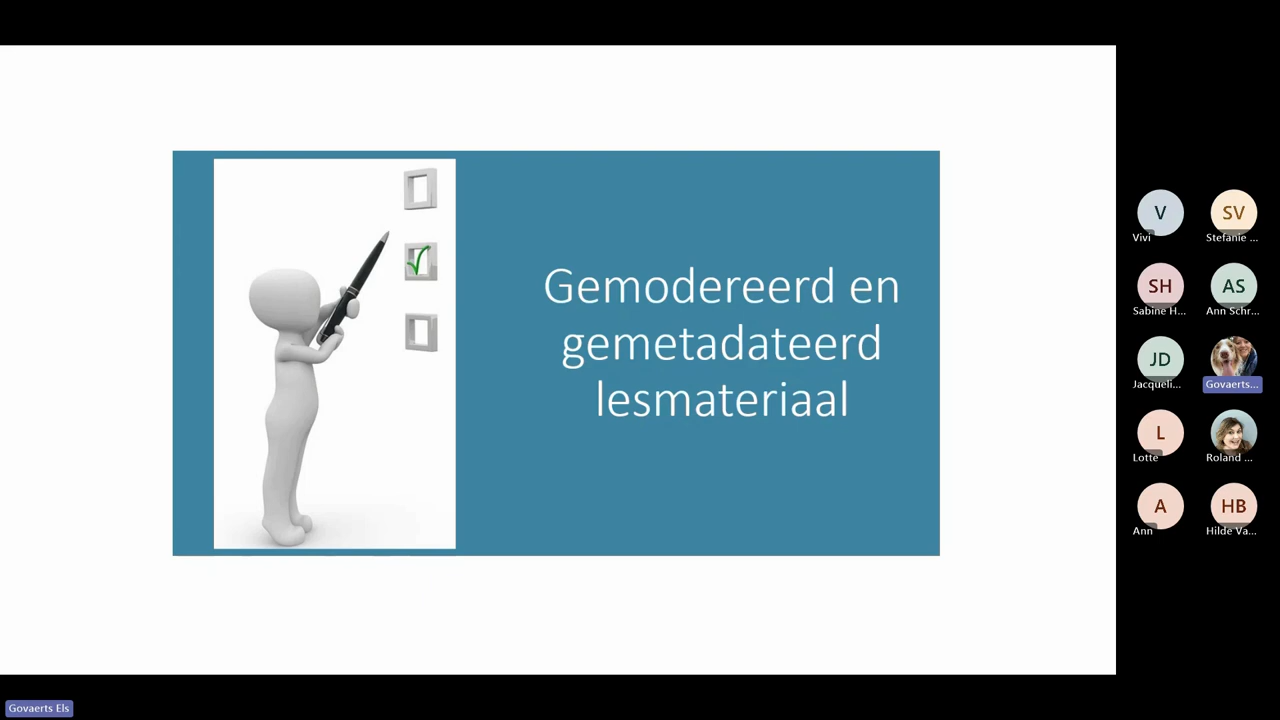 Gemodereerd en
gemetadateerd
lesmateriaal
V
Vivi
SV
Stefanie ...
SH
Sabine H...
AS
Ann Schr...
JD
Jacqueli...
Govaerts...
L
Lotte
Roland ...
A
Ann
HB
Hilde Va...
Govaerts Els